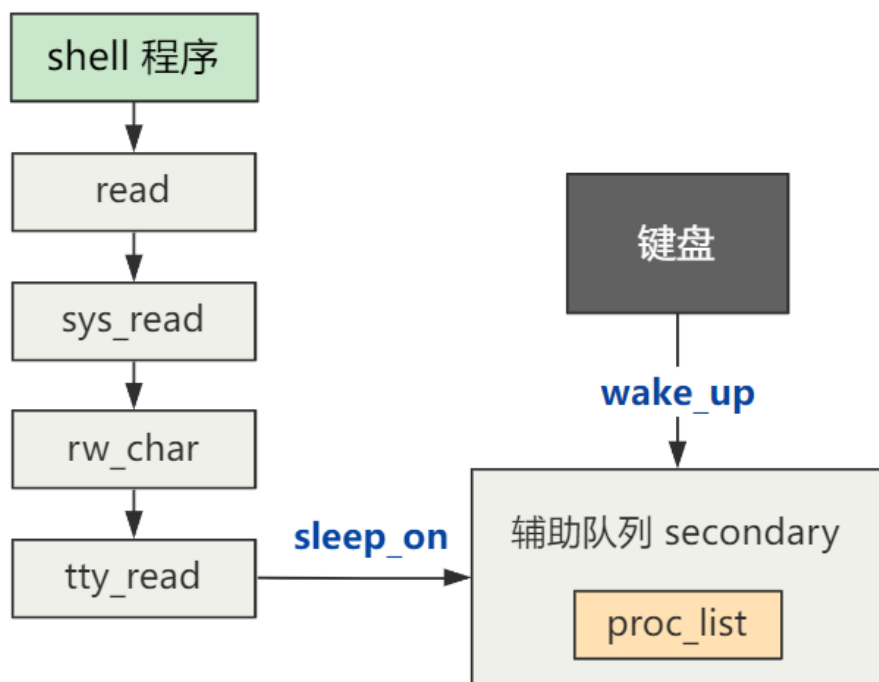 shell 程序
read
sys_read
rw_char
tty_read
sleep_on
键盘
wake_up
辅助队列 secondary
proc_list